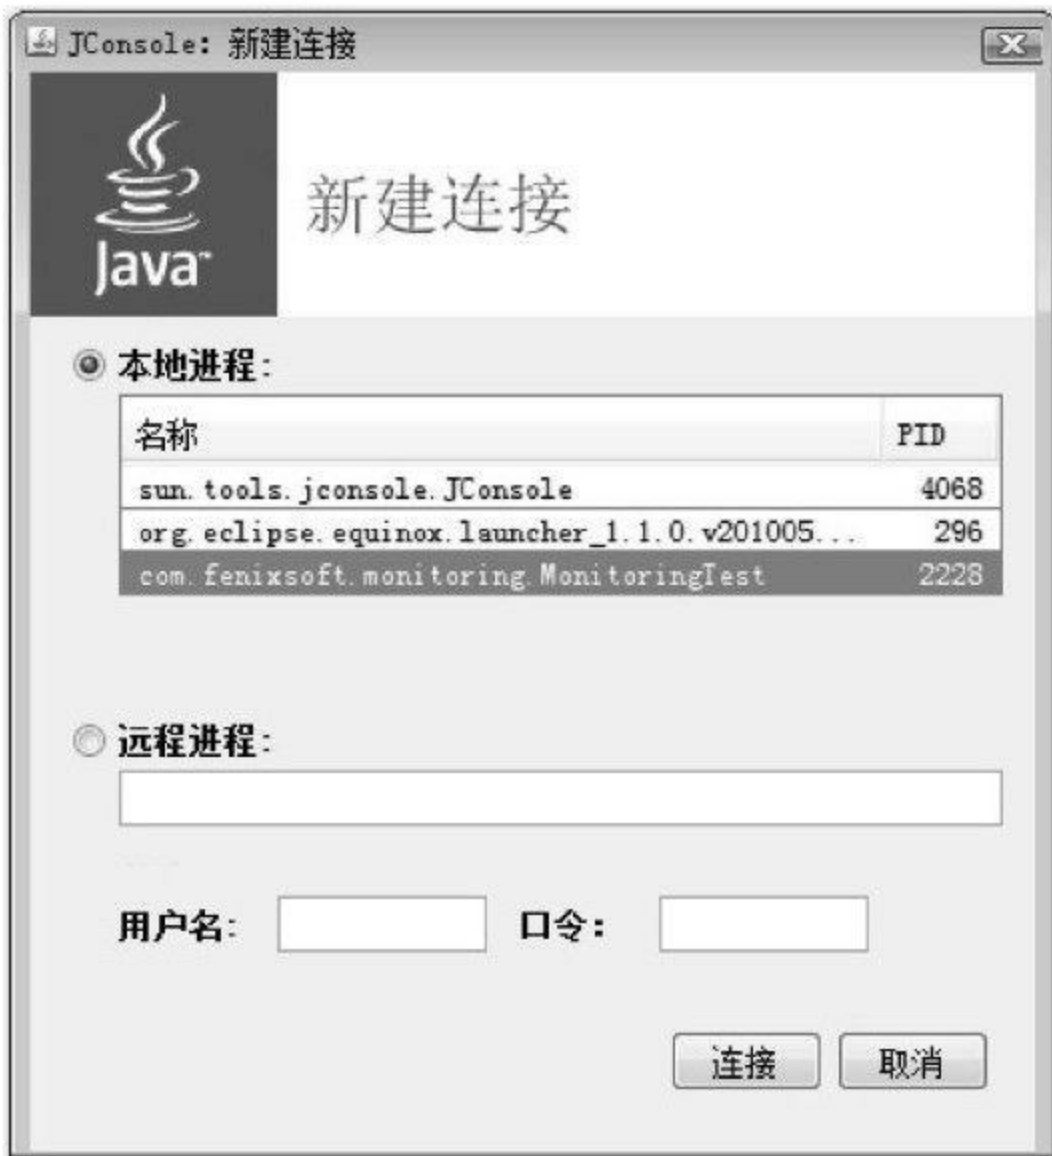 JConsole: 新建连接
Java™
新建连接
本地进程:
名称 PID
sun.tools.jconsole.JConsole 4068
org.eclipse.equinox.launcher_1.1.0.v201005... 296
com.fenixsoft.monitoring.MonitoringTest 2228
远程进程:
用户名: 口令:
连接 取消